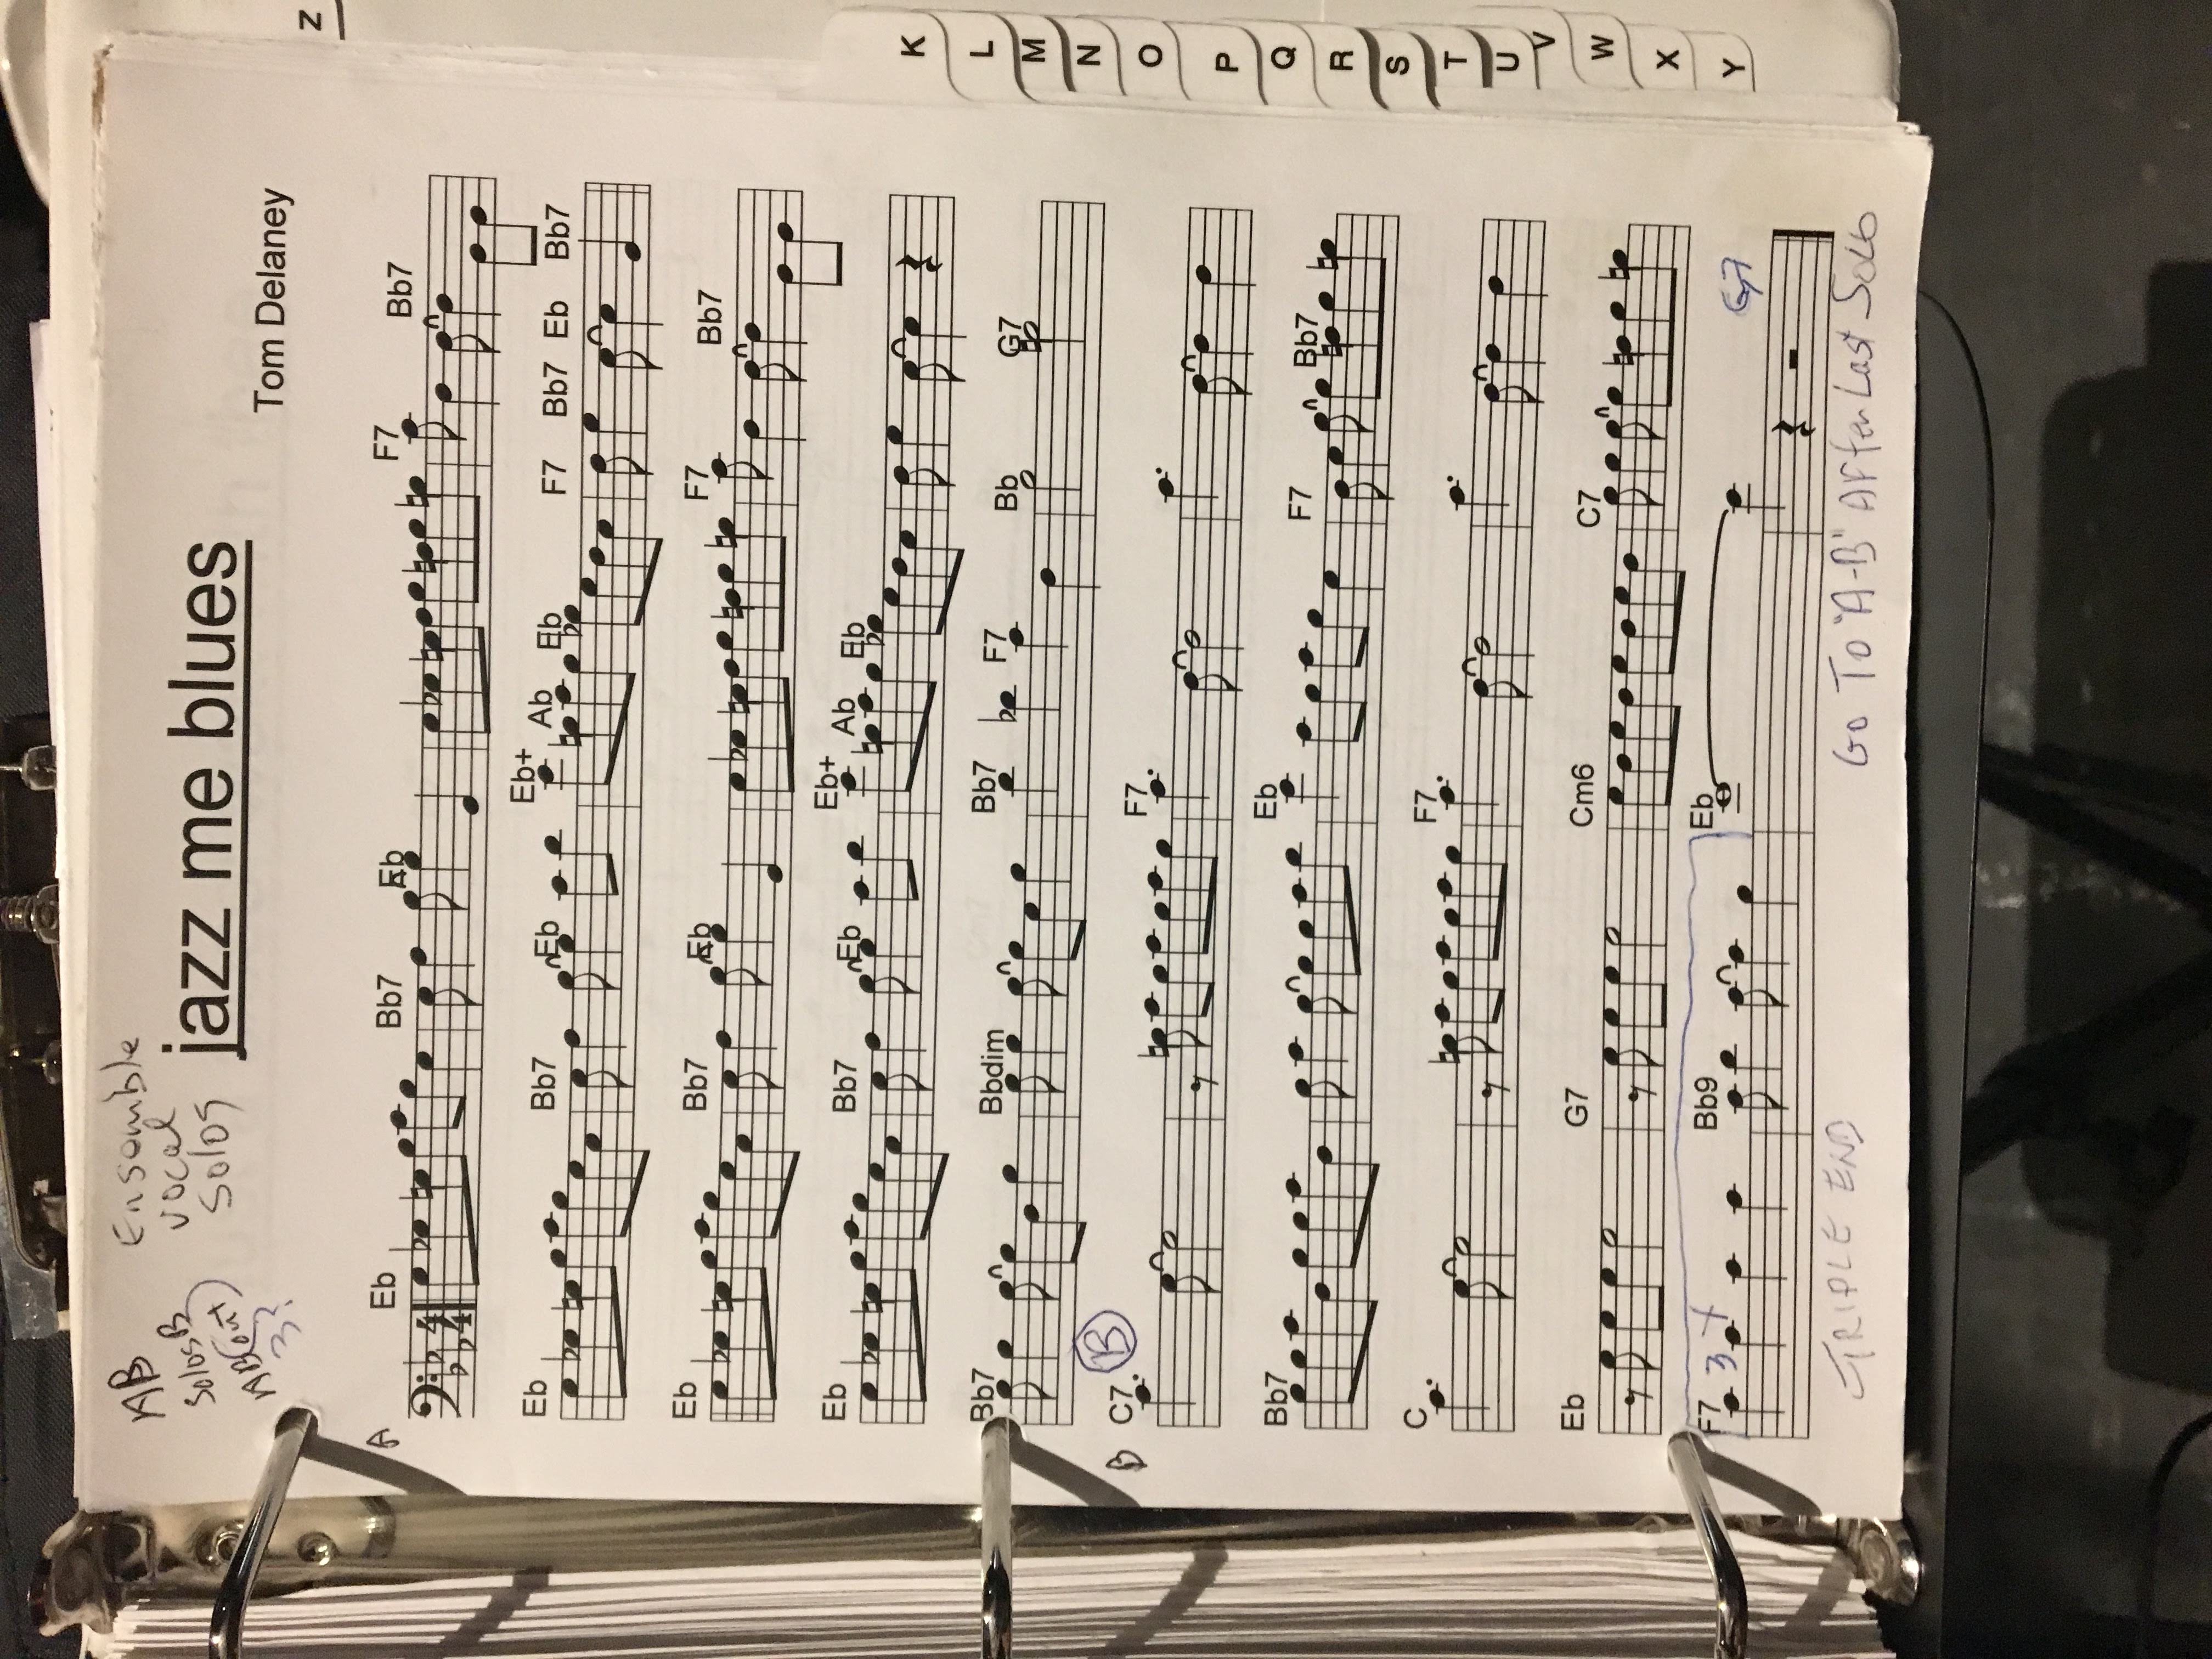 AB
Solos B
AB (out)
3?
Ensemble
vocal
Solos
jazz me blues
Tom Delaney
A
Eb Bb7 Eb F7 Bb7
4 4
Eb Bb7 Eb Eb+ Ab Eb F7 Bb7 Eb Bb7
Eb Bb7 Eb F7 Bb7
Eb Bb7 Eb Eb+ Ab Eb
Bb7 Bbdim Bb7 F7 Bb G7
B
C7 B F7
Bb7 Eb F7 Bb7
C F7
Eb G7 Cm6 C7
F7 3 x Bb9 Eb G7
TRIPLE END
GO TO "A-B" AFTer Last SoLo
Z
K
L
M
N
O
P
Q
R
S
T
U
V
W
X
Y